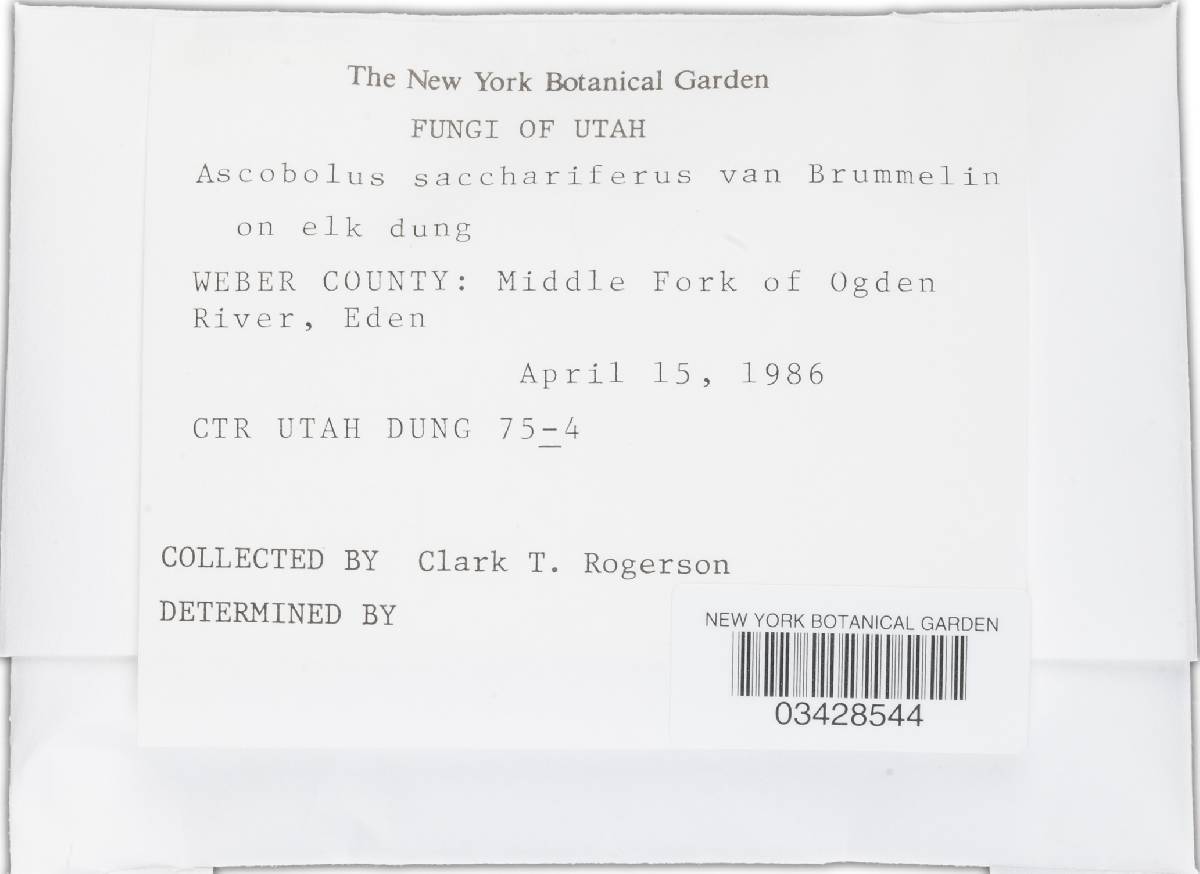 The New York Botanical Garden
FUNGI OF UTAH
Ascobolus sacchariferus van Brummelin
on elk dung
WEBER COUNTY: Middle Fork of Ogden
River, Eden
April 15, 1986
CTR UTAH DUNG 75-4
COLLECTED BY Clark T. Rogerson
DETERMINED BY
NEW YORK BOTANICAL GARDEN
03428544